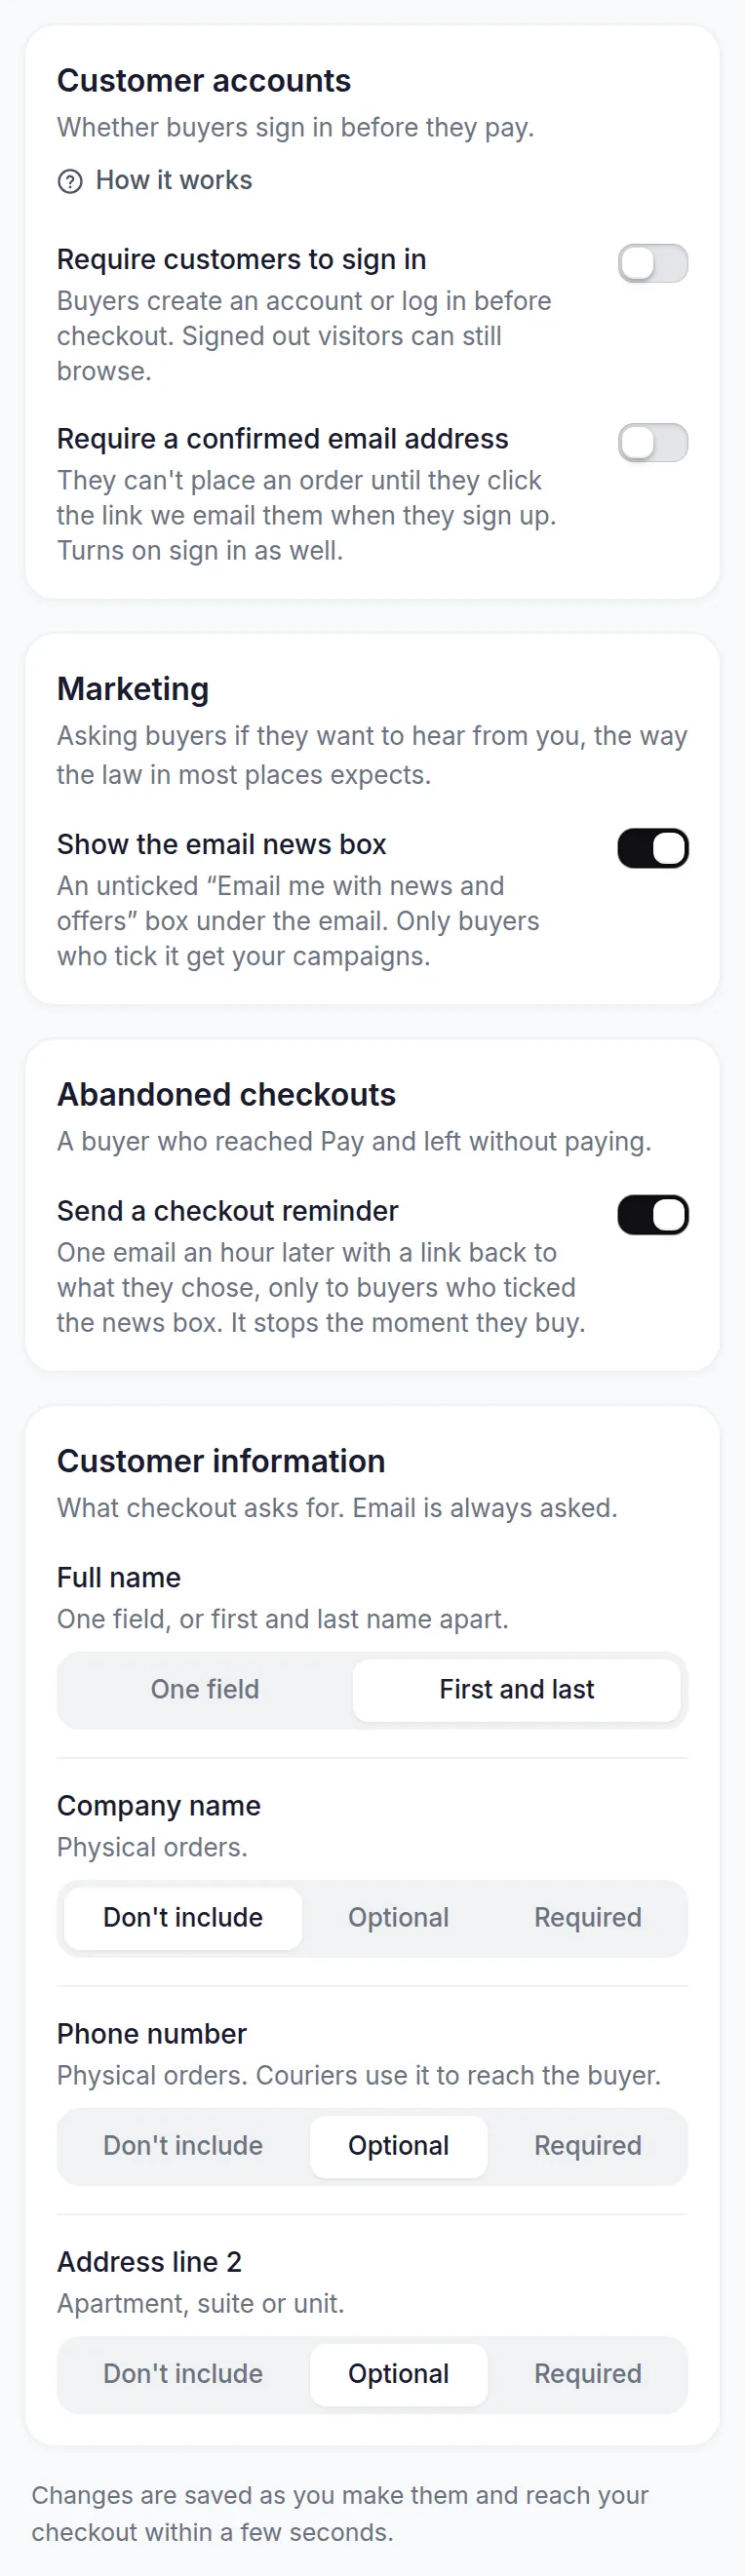 Customer accounts
Whether buyers sign in before they pay.
How it works
Require customers to sign in
Buyers create an account or log in before
checkout. Signed out visitors can still
browse.
Require a confirmed email address
They can't place an order until they click
the link we email them when they sign up.
Turns on sign in as well.
Marketing
Asking buyers if they want to hear from you, the way
the law in most places expects.
Show the email news box
An unticked “Email me with news and
offers” box under the email. Only buyers
who tick it get your campaigns.
Abandoned checkouts
A buyer who reached Pay and left without paying.
Send a checkout reminder
One email an hour later with a link back to
what they chose, only to buyers who ticked
the news box. It stops the moment they buy.
Customer information
What checkout asks for. Email is always asked.
Full name
One field, or first and last name apart.
One field First and last
Company name
Physical orders.
Don't include Optional Required
Phone number
Physical orders. Couriers use it to reach the buyer.
Don't include Optional Required
Address line 2
Apartment, suite or unit.
Don't include Optional Required
Changes are saved as you make them and reach your
checkout within a few seconds.